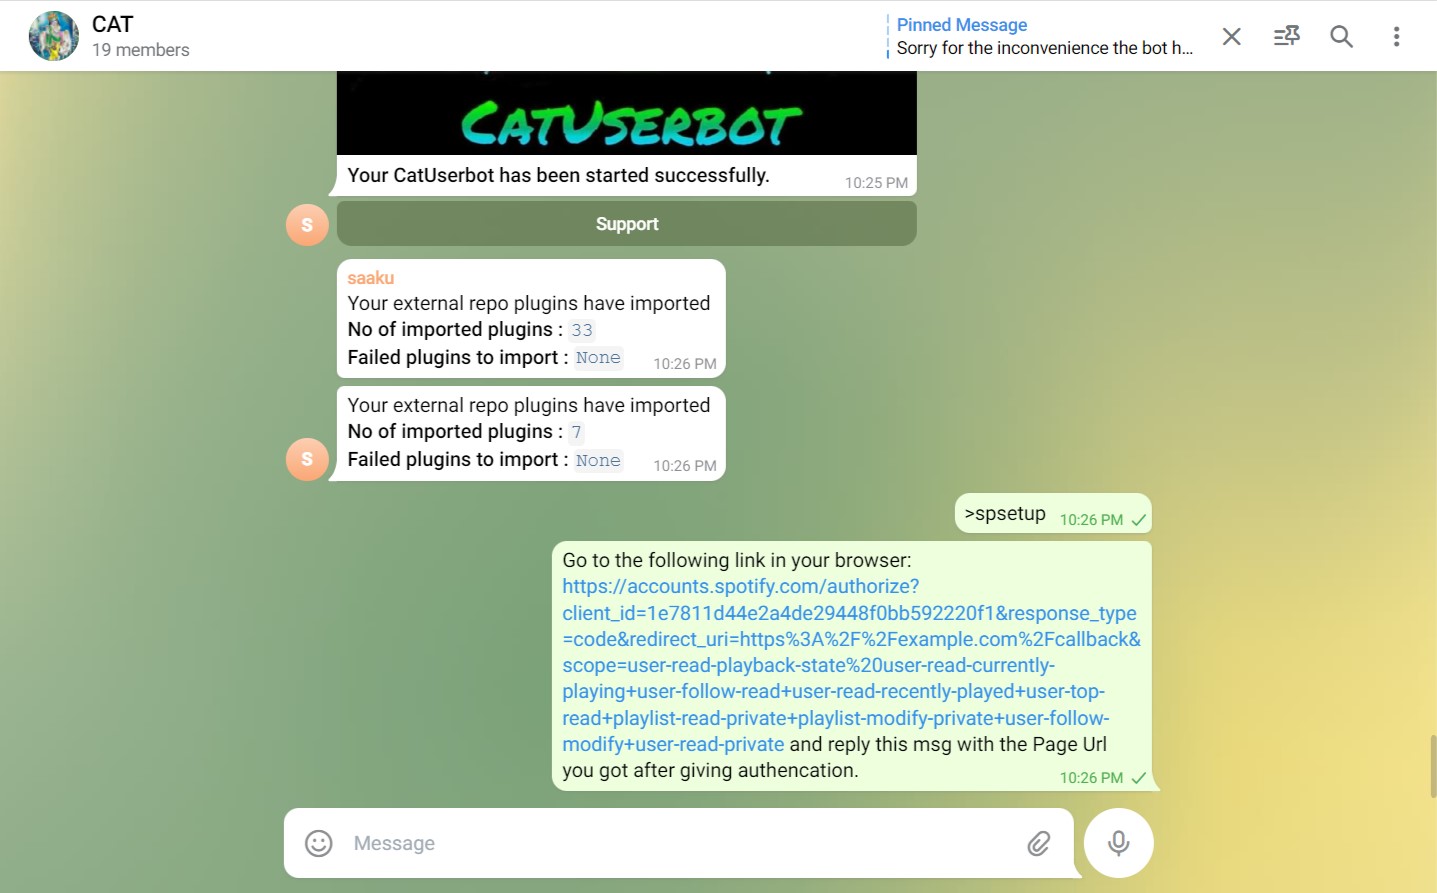 CAT
19 members
Pinned Message
Sorry for the inconvenience the bot h...
CATUSERBOT
Your CatUserbot has been started successfully.
10:25 PM
S
Support
saaku
Your external repo plugins have imported
No of imported plugins : 33
Failed plugins to import : None
10:26 PM
Your external repo plugins have imported
No of imported plugins : 7
Failed plugins to import : None
10:26 PM
S
>spsetup
10:26 PM
Go to the following link in your browser:
https://accounts.spotify.com/authorize?
client_id=1e7811d44e2a4de29448f0bb592220f1&response_type
=code&redirect_uri=https%3A%2F%2Fexample.com%2Fcallback&
scope=user-read-playback-state%20user-read-currently-
playing+user-follow-read+user-read-recently-played+user-top-
read+playlist-read-private+playlist-modify-private+user-follow-
modify+user-read-private and reply this msg with the Page Url
you got after giving authencation.
10:26 PM
Message